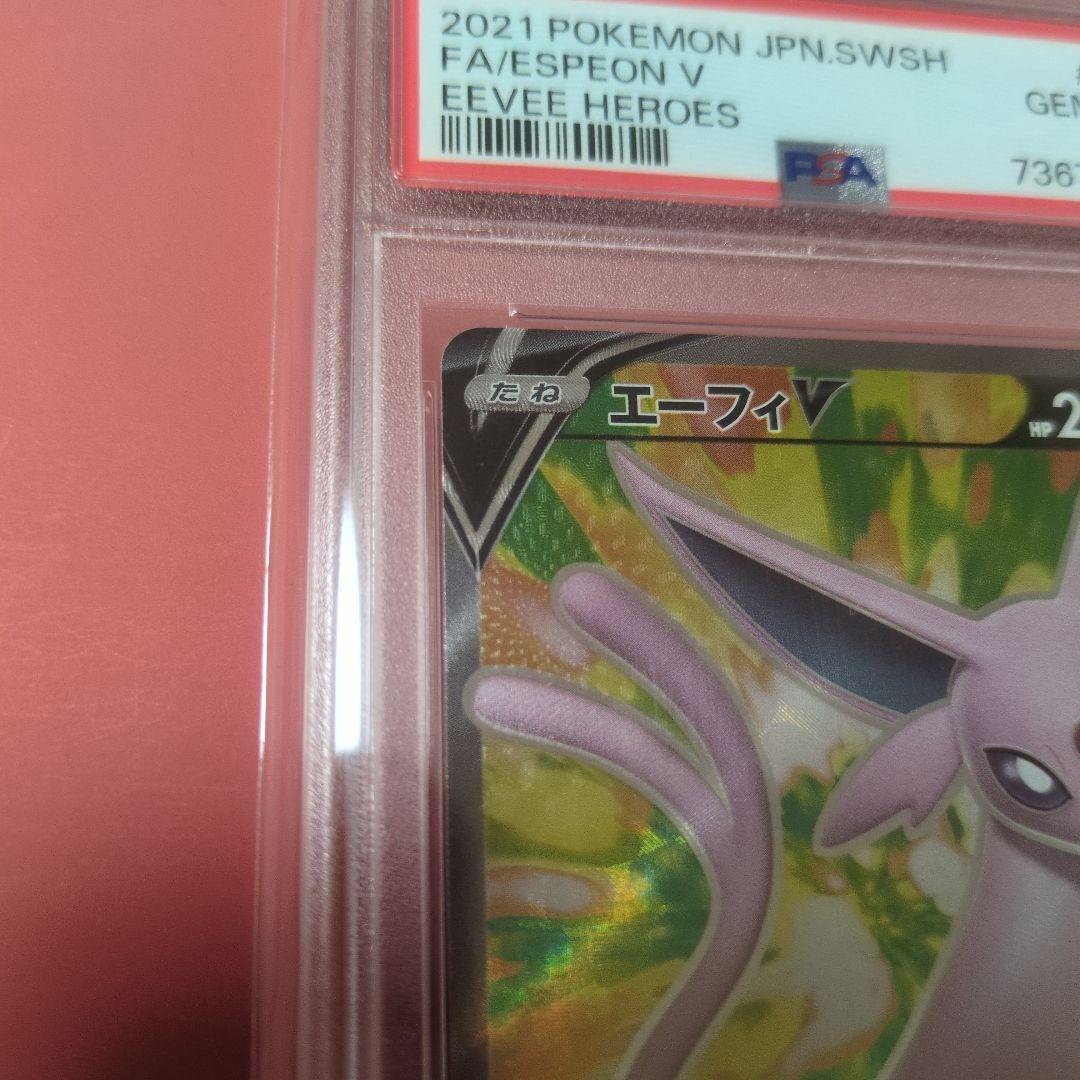 2021 POKEMON JPN.SWSH
FA/ESPEON V
EEVEE HEROES
GEM
7367
PSA
たね
エーフィV
HP 2